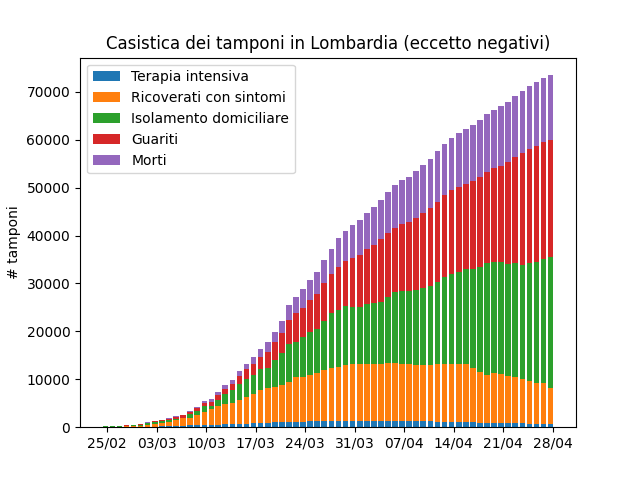 Casistica dei tamponi in Lombardia (eccetto negativi)
Terapia intensiva
Ricoverati con sintomi
Isolamento domiciliare
Guariti
Morti
# tamponi
70000
60000
50000
40000
30000
20000
10000
0
25/02 03/03 10/03 17/03 24/03 31/03 07/04 14/04 21/04 28/04